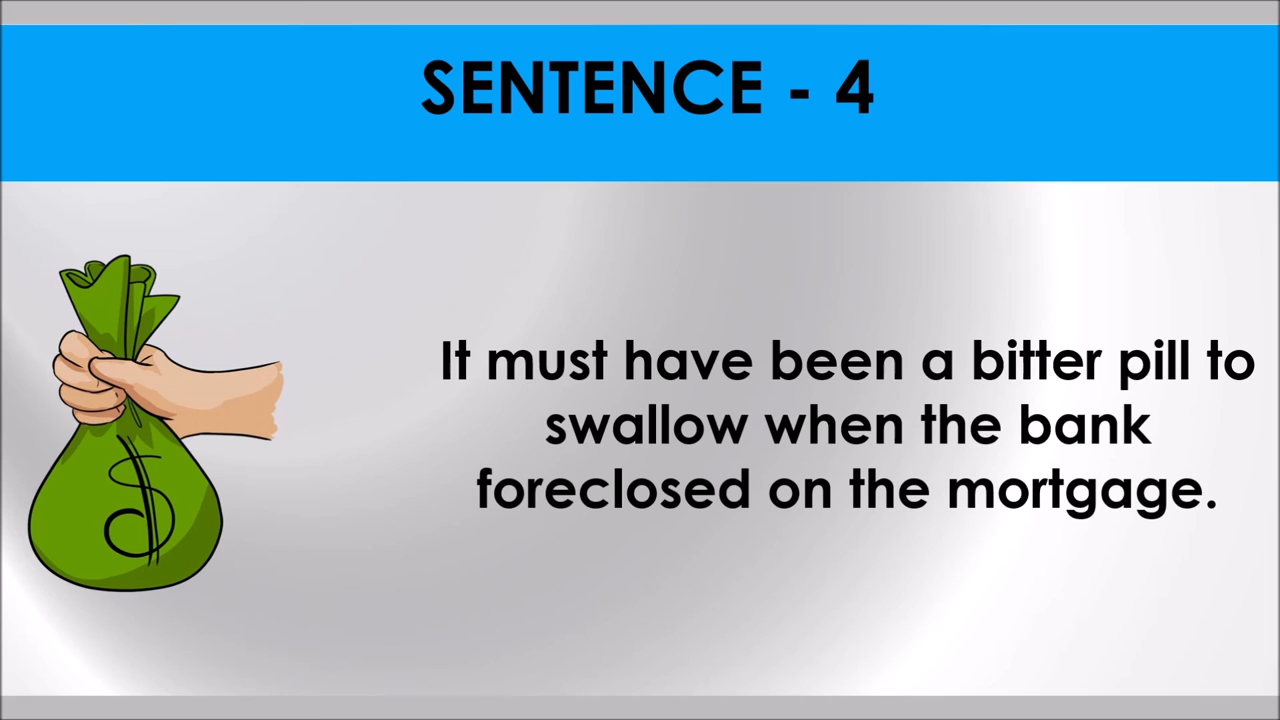 SENTENCE - 4
It must have been a bitter pill to
swallow when the bank
foreclosed on the mortgage.
$